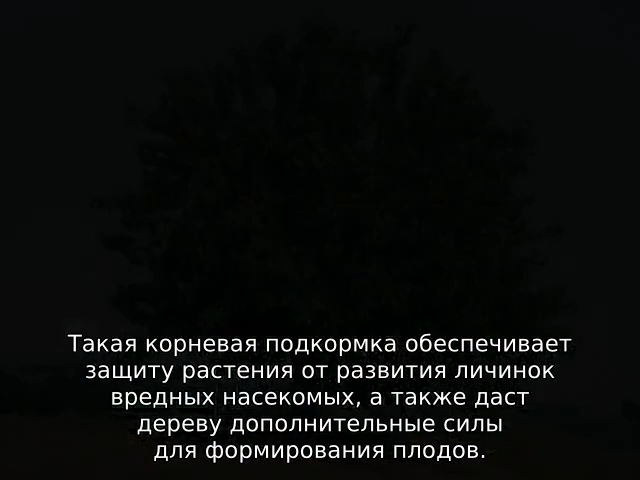 Такая корневая подкормка обеспечивает
защиту растения от развития личинок
вредных насекомых, а также даст
дереву дополнительные силы
для формирования плодов.